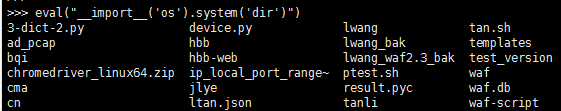 >>> eval("__import__('os').system('dir')")
3-dict-2.py device.py lwang tan.sh
ad_pcap hbb lwang_bak templates
bqi hbb-web lwang_waf2.3_bak test_version
chromedriver_linux64.zip ip_local_port_range~ ptest.sh waf
cma jlye result.pyc waf.db
cn ltan.json tanli waf-script